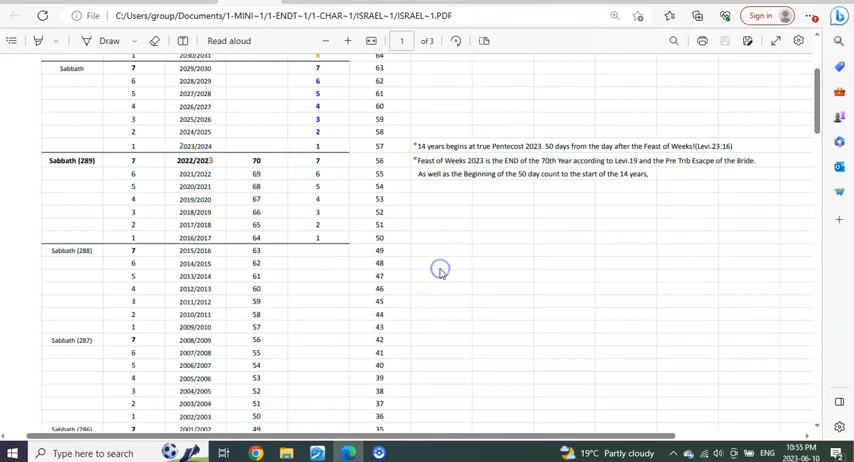 C:/Users/group/Documents/1-MINI~1/1-ENDT~1/1-CHAR~1/ISRAEL~1/ISRAEL~1.PDF
Sign in
Draw
Read aloud
1
of 3
1 2030/2031 8 64
Sabbath 7 2029/2030 7 63
6 2028/2029 6 62
5 2027/2028 5 61
4 2026/2027 4 60
3 2025/2026 3 59
2 2024/2025 2 58
1 2023/2024 1 57 *14 years begins at true Pentecost 2023. 50 days from the day after the Feast of Weeks!(Levi.23:16)
Sabbath (289) 7 2022/2023 70 7 56 *Feast of Weeks 2023 is the END of the 70th Year according to Levi.19 and the Pre Trib Esacpe of the Bride.
6 2021/2022 69 6 55 As well as the Beginning of the 50 day count to the start of the 14 years,
5 2020/2021 68 5 54
4 2019/2020 67 4 53
3 2018/2019 66 3 52
2 2017/2018 65 2 51
1 2016/2017 64 1 50
Sabbath (288) 7 2015/2016 63 49
6 2014/2015 62 48
5 2013/2014 61 47
4 2012/2013 60 46
3 2011/2012 59 45
2 2010/2011 58 44
1 2009/2010 57 43
Sabbath (287) 7 2008/2009 56 42
6 2007/2008 55 41
5 2006/2007 54 40
4 2005/2006 53 39
3 2004/2005 52 38
2 2003/2004 51 37
1 2002/2003 50 36
Sabbath (286) 7 2001/2002 49 35
Type here to search
19°C Partly cloudy
ENG
10:55 PM
2023-06-10
2